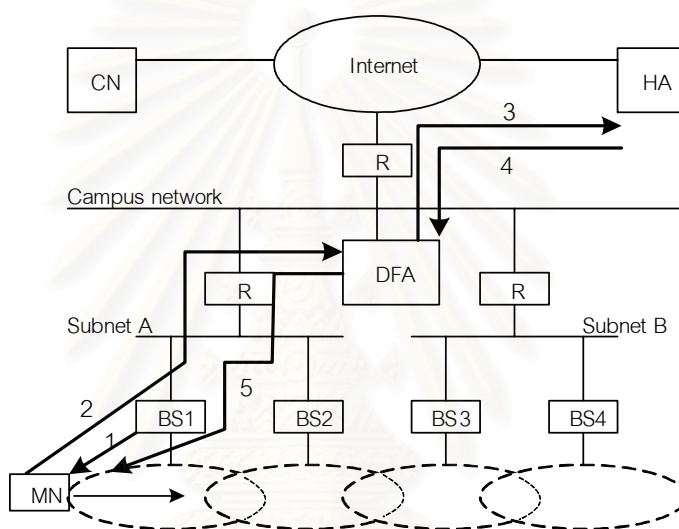 CN
Internet
HA
3
R
4
Campus network
DFA
R
R
Subnet A
Subnet B
5
2
BS1
BS2
BS3
BS4
1
MN